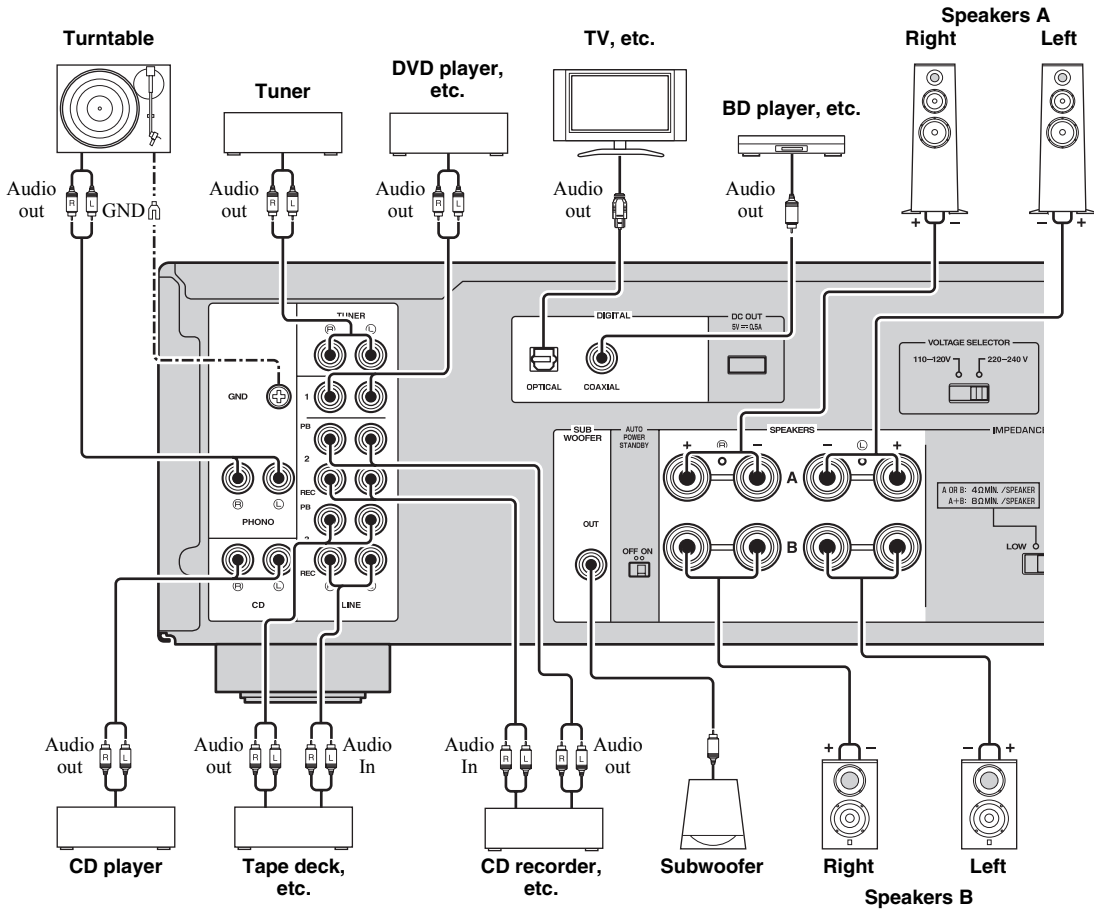 Speakers A
Turntable
TV, etc.
Right
Left
DVD player,
etc.
Tuner
BD player, etc.
Audio
out
R
L
GND
Audio
out
R
L
Audio
out
R
L
Audio
out
Audio
out
+
−
−
+
TUNER
R
L
DIGITAL
DC OUT
5V 0.5A
VOLTAGE SELECTOR
110–120V
220–240 V
OPTICAL
COAXIAL
GND
1
PB
2
REC
PB
REC
SUB
WOOFER
AUTO
POWER
STANDBY
SPEAKERS
IMPEDANCE
+
R
−
−
L
+
A
A OR B: 4ΩMIN. /SPEAKER
A+B: 8ΩMIN. /SPEAKER
R
L
PHONO
OUT
OFF ON
B
LOW
R
L
CD
LINE
Audio
out
R
L
Audio
out
R
L
R
L
Audio
In
Audio
In
R
L
R
L
Audio
out
+
−
−
+
CD player
Tape deck,
etc.
CD recorder,
etc.
Subwoofer
Right
Left
Speakers B